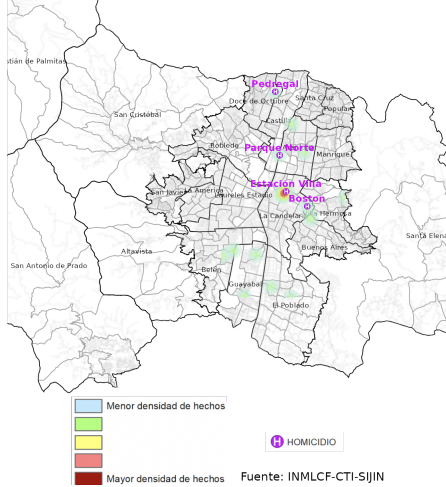 Pedregal
stián de Palmitas
Doce de Octubre
Santa Cruz
Popular
San Cristóbal
Castilla
Robledo
Parque Norte
Manrique
Estación Villa
San Javier
La América
Laureles Estadio
Boston
La Candelaria
Villa Hermosa
Santa Elena
Altavista
Buenos Aires
San Antonio de Prado
Belén
Guayabal
El Poblado
Menor densidad de hechos
H HOMICIDIO
Mayor densidad de hechos
Fuente: INMLCF-CTI-SIJIN